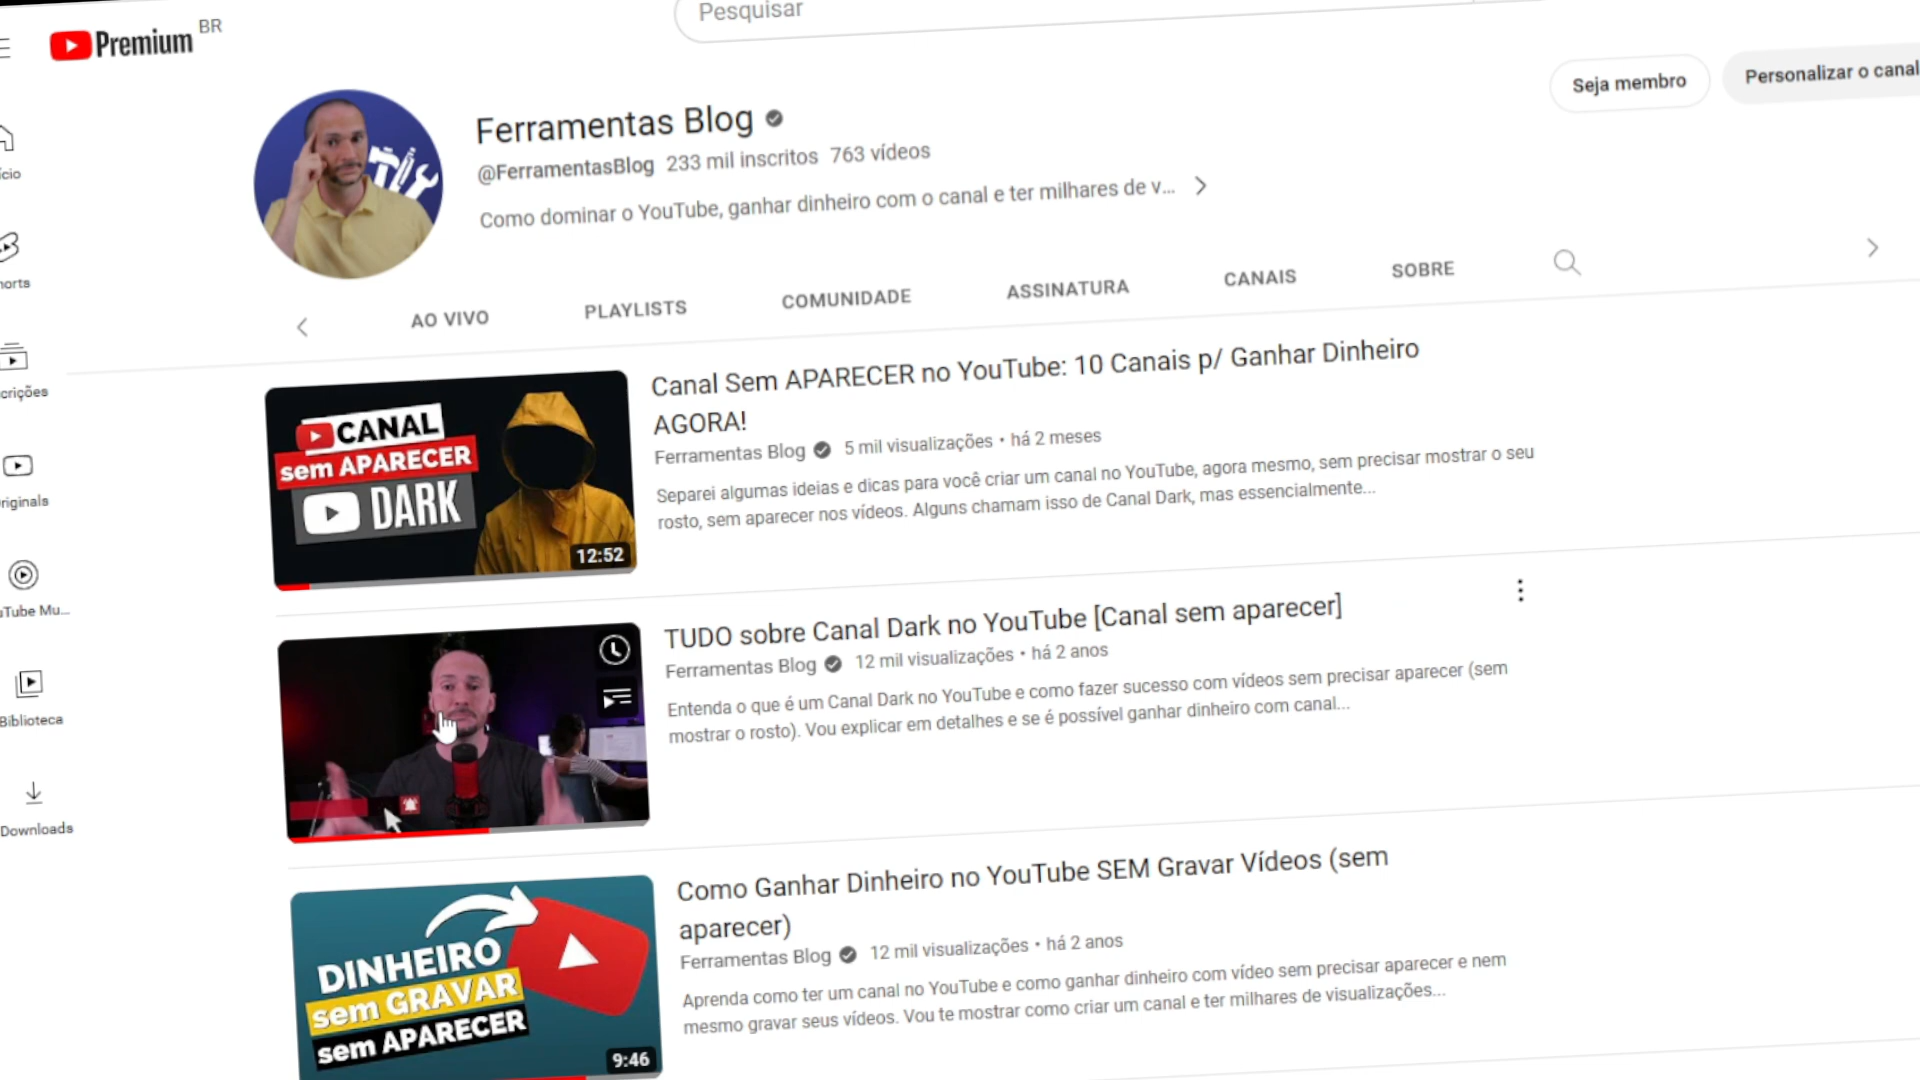 Premium BR
Pesquisar
Seja membro
Personalizar o canal
Ferramentas Blog
@FerramentasBlog 233 mil inscritos 763 vídeos
Como dominar o YouTube, ganhar dinheiro com o canal e ter milhares de v...
AO VIVO PLAYLISTS COMUNIDADE ASSINATURA CANAIS SOBRE
CANAL
sem APARECER
DARK
12:52
Canal Sem APARECER no YouTube: 10 Canais p/ Ganhar Dinheiro
AGORA!
Ferramentas Blog 5 mil visualizações • há 2 meses
Separei algumas ideias e dicas para você criar um canal no YouTube, agora mesmo, sem precisar mostrar o seu
rosto, sem aparecer nos vídeos. Alguns chamam isso de Canal Dark, mas essencialmente...
TUDO sobre Canal Dark no YouTube [Canal sem aparecer]
Ferramentas Blog 12 mil visualizações • há 2 anos
Entenda o que é um Canal Dark no YouTube e como fazer sucesso com vídeos sem precisar aparecer (sem
mostrar o rosto). Vou explicar em detalhes e se é possível ganhar dinheiro com canal...
DINHEIRO
sem GRAVAR
sem APARECER
9:46
Como Ganhar Dinheiro no YouTube SEM Gravar Vídeos (sem
aparecer)
Ferramentas Blog 12 mil visualizações • há 2 anos
Aprenda como ter um canal no YouTube e como ganhar dinheiro com vídeo sem precisar aparecer e nem
mesmo gravar seus vídeos. Vou te mostrar como criar um canal e ter milhares de visualizações...
ício
horts
crições
riginals
uTube Mu...
Biblioteca
Downloads